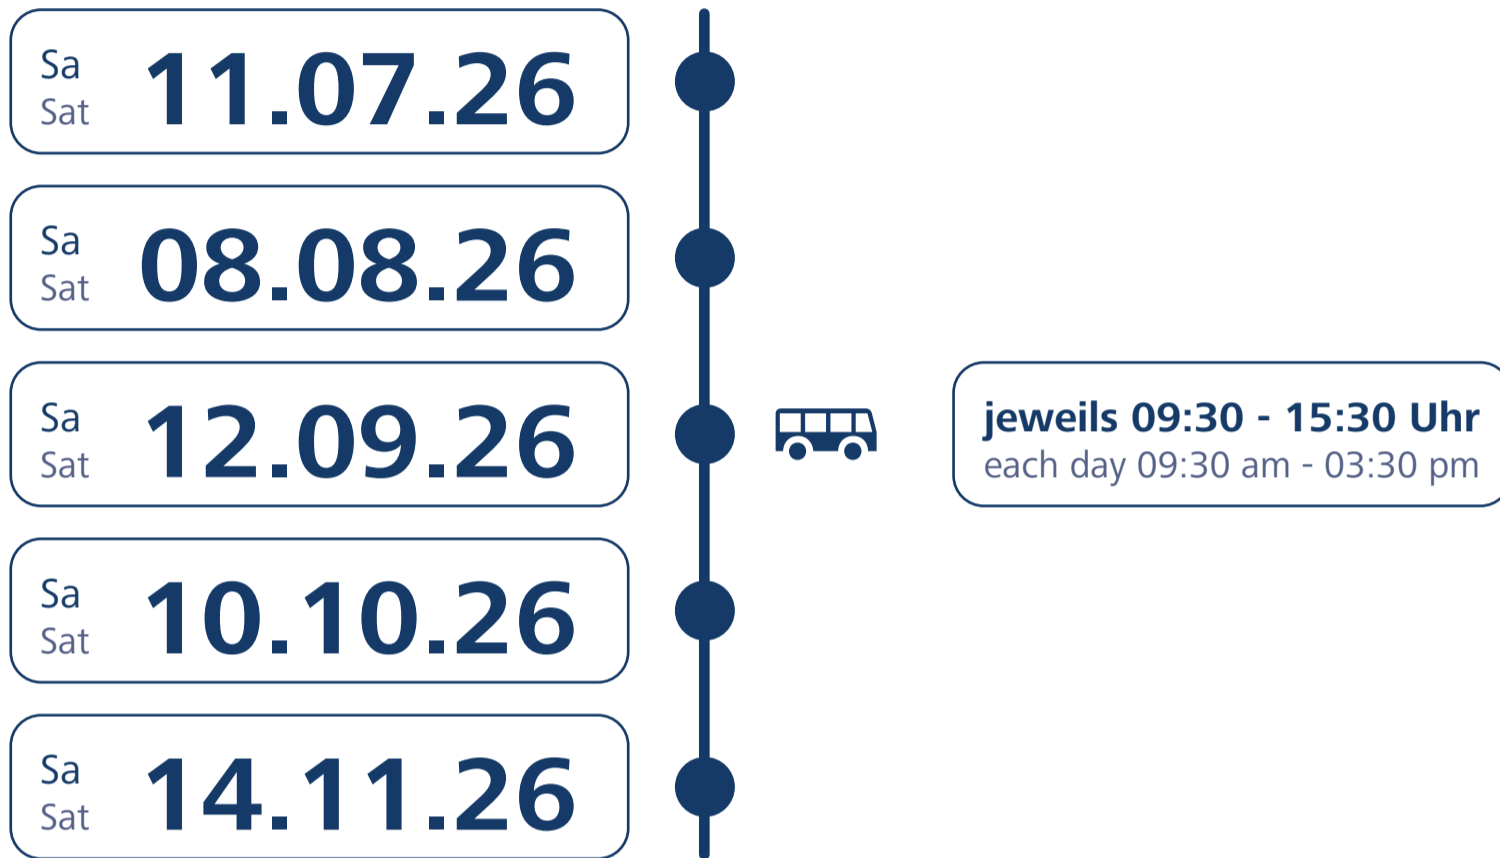 Sa
Sat
11.07.26
Sa
Sat
08.08.26
Sa
Sat
12.09.26
jeweils 09:30 - 15:30 Uhr
each day 09:30 am - 03:30 pm
Sa
Sat
10.10.26
Sa
Sat
14.11.26